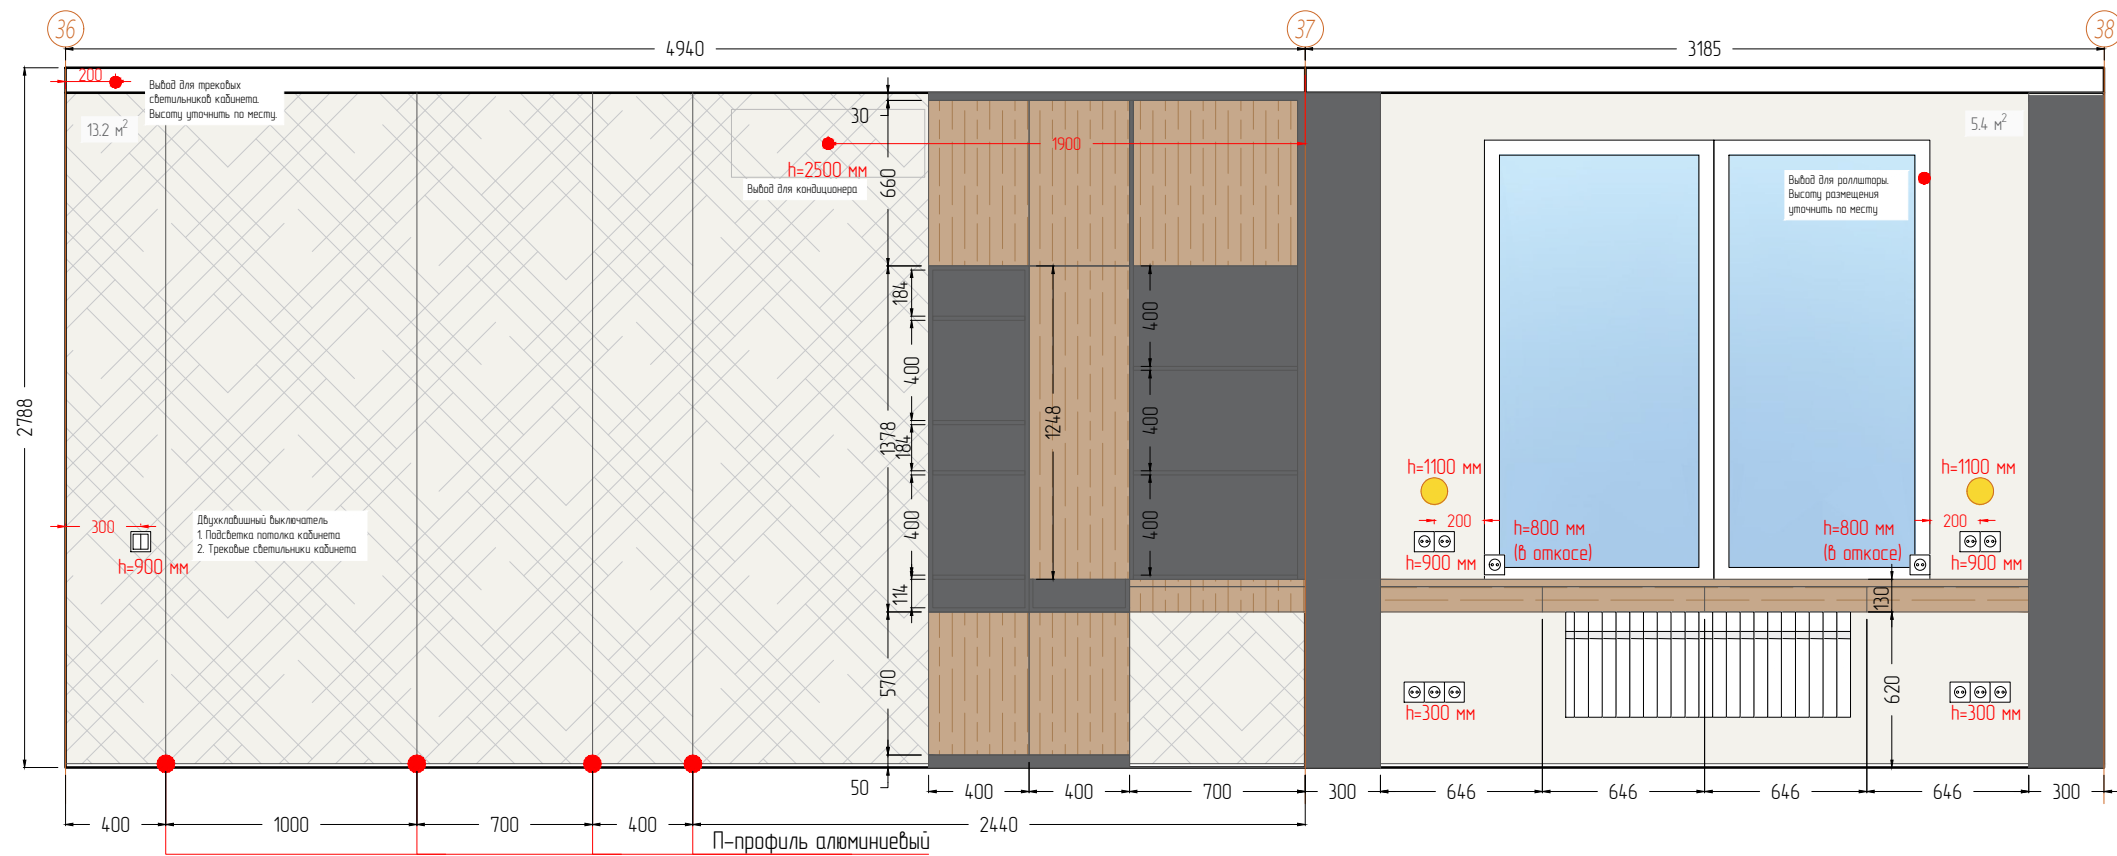 36
37
38
4940
3185
200
Вывод для трековых
светильников кабинета.
Высоту уточнить по месту.
13.2 м²
30
1900
5.4 м²
h=2500 мм
Вывод для кондиционера
660
Вывод для роллшторы.
Высоту размещения
уточнить по месту
2788
184
400
1378
184
400
114
1248
400
400
400
h=1100 мм
h=1100 мм
300
Двухклавишный выключатель
1. Подсветка потолка кабинета
2. Трековые светильники кабинета
h=900 мм
200
h=800 мм
(в откосе)
h=800 мм
(в откосе)
200
h=900 мм
h=900 мм
130
570
620
h=300 мм
h=300 мм
50
400
400
700
300
646
646
646
646
300
400
1000
700
400
2440
П-профиль алюминиевый